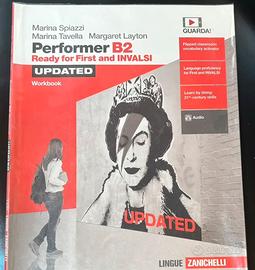 Marina Spiazzi
Marina Tavella Margaret Layton
Performer B2
Ready for First and INVALSI
UPDATED
Workbook
GUARDA!
Flipped classroom: vocabulary activator
Language proficiency for First and INVALSI
Learn by doing:
21st-century skills
Audio
UPDATED
LINGUE ZANICHELLI